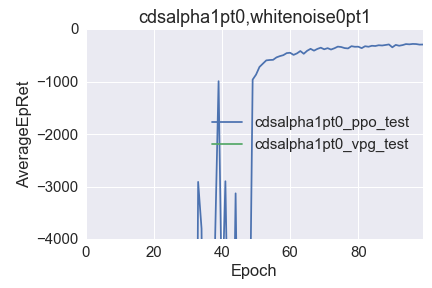 cdsalpha1pt0,whitenoise0pt1
0
−1000
−2000
−3000
−4000
AverageEpRet
cdsalpha1pt0_ppo_test
cdsalpha1pt0_vpg_test
0 20 40 60 80
Epoch